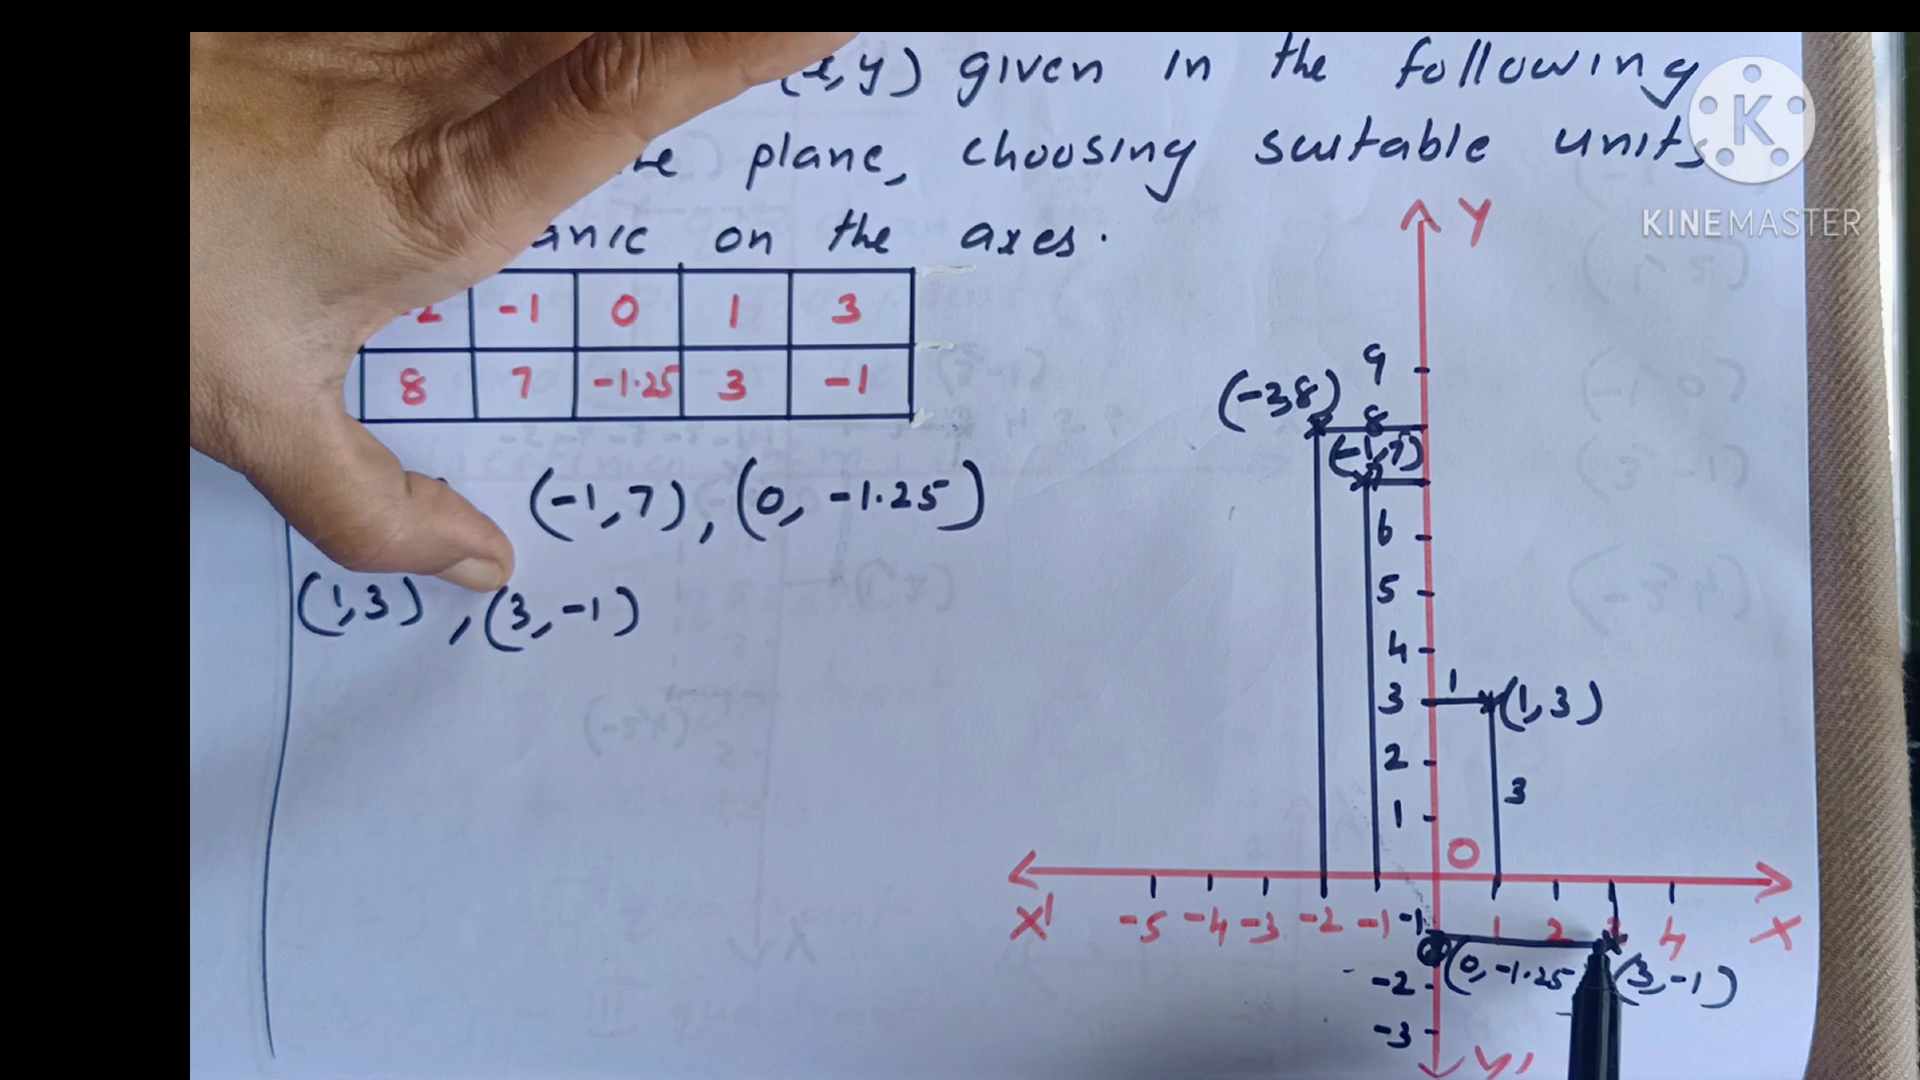 (x,y) given in the following
plane, choosing suitable units
on the axes.
-2 -1 0 1 3
8 7 -1.25 3 -1
(-1,7), (0, -1.25)
(1,3), (3,-1)
Y
9
(-3,8) 8
(-1,7)
7
6
5
4
3 1 (1,3)
2
3
1
O
X' -5 -4 -3 -2 -1 -1 1 2 3 4 X
-2 (0, -1.25 (3,-1)
-3
Y'
K
KINEMASTER